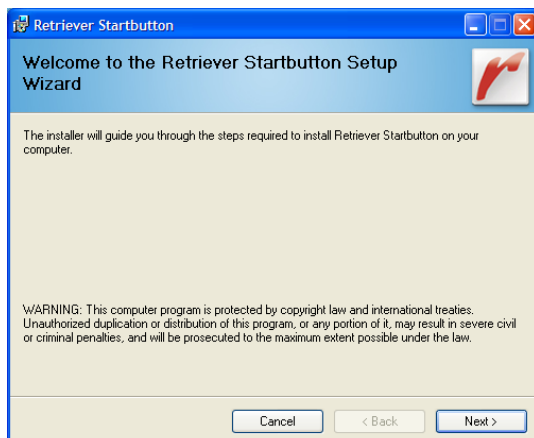 Retriever Startbutton
Welcome to the Retriever Startbutton Setup
Wizard
The installer will guide you through the steps required to install Retriever Startbutton on your
computer.
WARNING: This computer program is protected by copyright law and international treaties.
Unauthorized duplication or distribution of this program, or any portion of it, may result in severe civil
or criminal penalties, and will be prosecuted to the maximum extent possible under the law.
Cancel
< Back
Next >